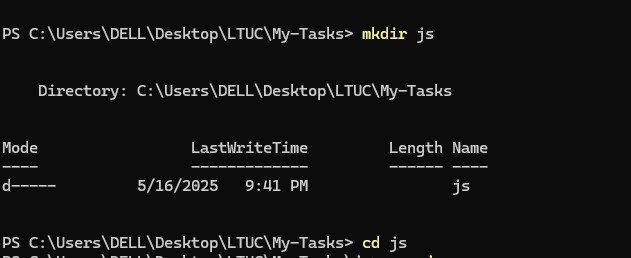 PS C:\Users\DELL\Desktop\LTUC\My-Tasks> mkdir js
Directory: C:\Users\DELL\Desktop\LTUC\My-Tasks
Mode LastWriteTime Length Name
---- ------------- ------ ----
d----- 5/16/2025 9:41 PM js
PS C:\Users\DELL\Desktop\LTUC\My-Tasks> cd js